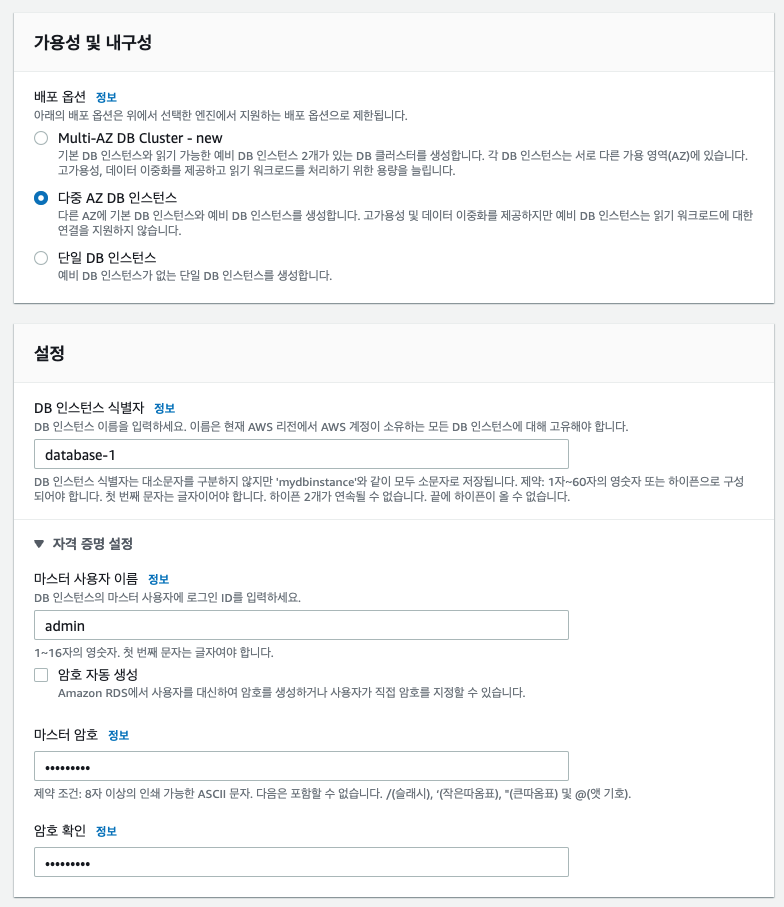 가용성 및 내구성
배포 옵션 정보
아래의 배포 옵션은 위에서 선택한 엔진에서 지원하는 배포 옵션으로 제한됩니다.
Multi-AZ DB Cluster - new
기본 DB 인스턴스와 읽기 가능한 예비 DB 인스턴스 2개가 있는 DB 클러스터를 생성합니다. 각 DB 인스턴스는 서로 다른 가용 영역(AZ)에 있습니다.
고가용성, 데이터 이중화를 제공하고 읽기 워크로드를 처리하기 위한 용량을 늘립니다.
다중 AZ DB 인스턴스
다른 AZ에 기본 DB 인스턴스와 예비 DB 인스턴스를 생성합니다. 고가용성 및 데이터 이중화를 제공하지만 예비 DB 인스턴스는 읽기 워크로드에 대한
연결을 지원하지 않습니다.
단일 DB 인스턴스
예비 DB 인스턴스가 없는 단일 DB 인스턴스를 생성합니다.
설정
DB 인스턴스 식별자 정보
DB 인스턴스 이름을 입력하세요. 이름은 현재 AWS 리전에서 AWS 계정이 소유하는 모든 DB 인스턴스에 대해 고유해야 합니다.
database-1
DB 인스턴스 식별자는 대소문자를 구분하지 않지만 'mydbinstance'와 같이 모두 소문자로 저장됩니다. 제약: 1자~60자의 영숫자 또는 하이픈으로 구성
되어야 합니다. 첫 번째 문자는 글자이어야 합니다. 하이픈 2개가 연속될 수 없습니다. 끝에 하이픈이 올 수 없습니다.
▼ 자격 증명 설정
마스터 사용자 이름 정보
DB 인스턴스의 마스터 사용자에 로그인 ID를 입력하세요.
admin
1~16자의 영숫자. 첫 번째 문자는 글자여야 합니다.
암호 자동 생성
Amazon RDS에서 사용자를 대신하여 암호를 생성하거나 사용자가 직접 암호를 지정할 수 있습니다.
마스터 암호 정보
•••••••••
제약 조건: 8자 이상의 인쇄 가능한 ASCII 문자. 다음은 포함할 수 없습니다. /(슬래시), '(작은따옴표), "(큰따옴표) 및 @(앳 기호).
암호 확인 정보
•••••••••